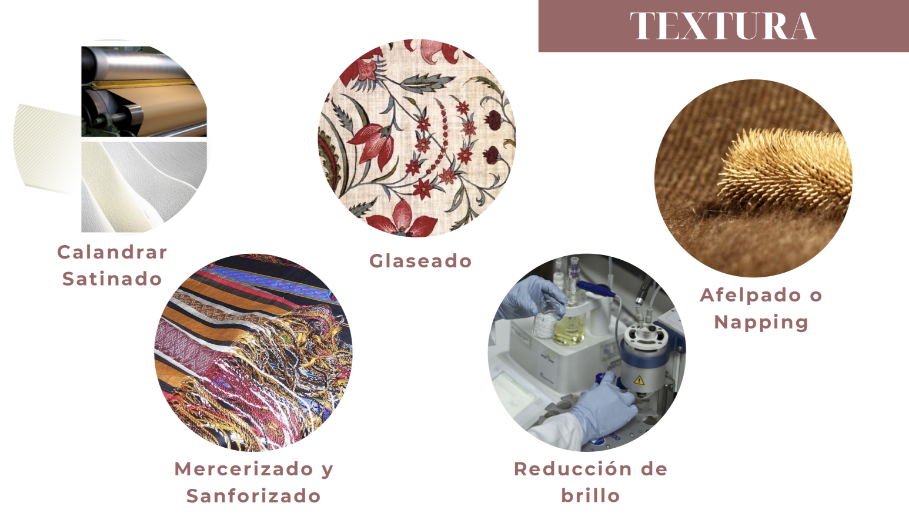 TEXTURA
Calandrar
Satinado
Glaseado
Afelpado o
Napping
Mercerizado y
Sanforizado
Reducción de
brillo